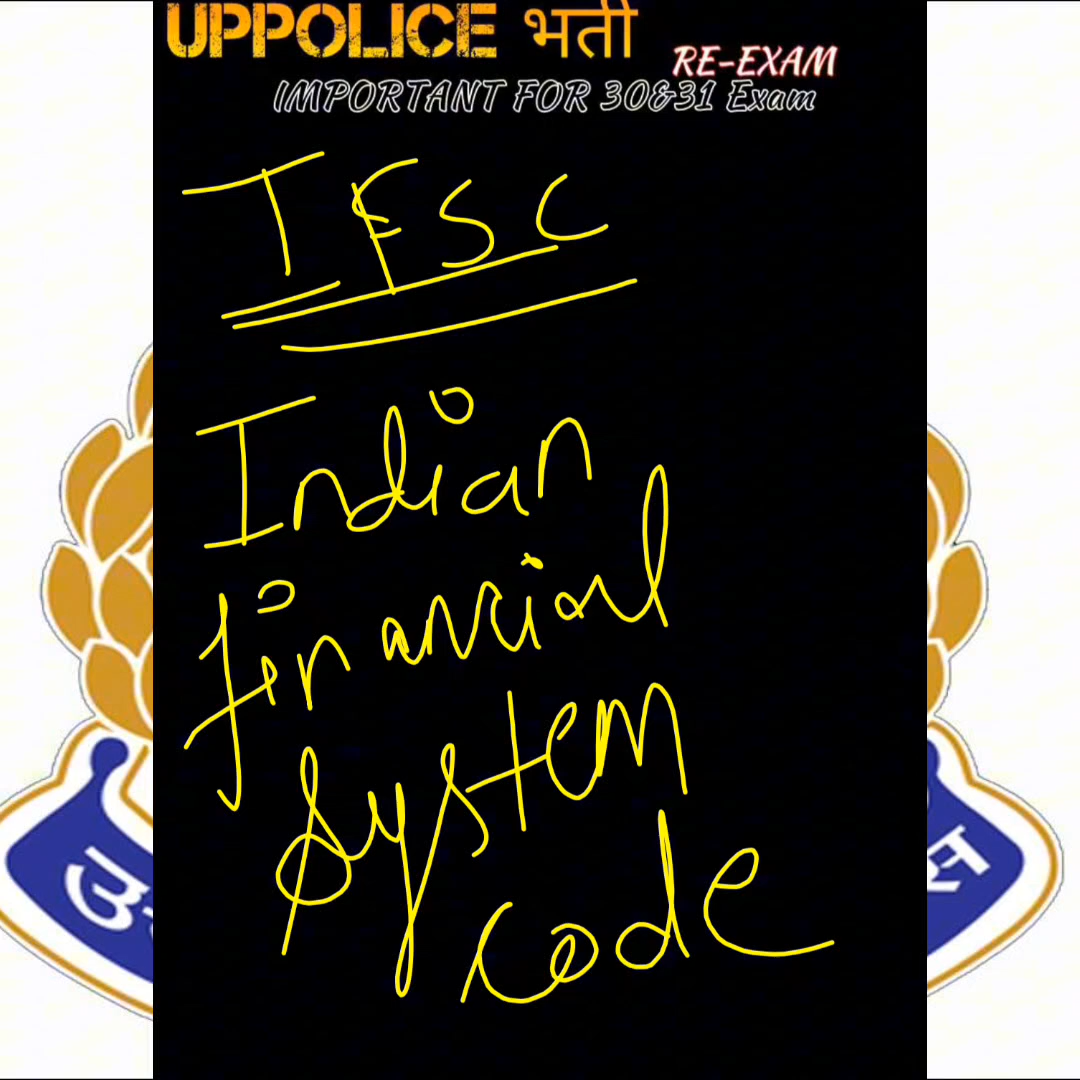 UPPOLICE भर्ती
RE-EXAM
IMPORTANT FOR 30&31 Exam
IFSC
Indian
financial
system
code